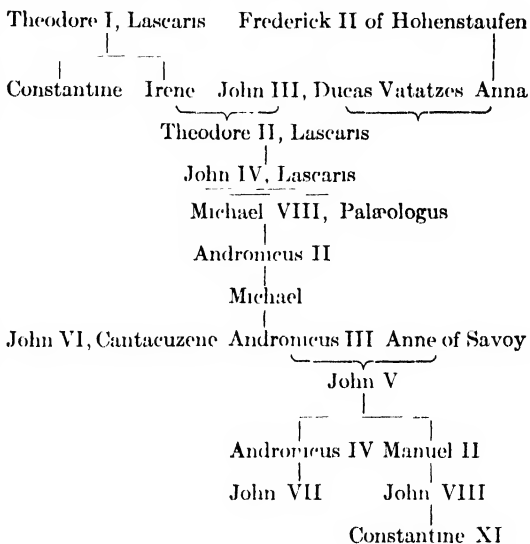 Theodore I, Lascaris Frederick II of Hohenstaufen
Constantine Irene John III, Ducas Vatatzes Anna
Theodore II, Lascaris
John IV, Lascaris
Michael VIII, Palæologus
Andronicus II
Michael
John VI, Cantacuzene Andronicus III Anne of Savoy
John V
Andronicus IV Manuel II
John VII John VIII
Constantine XI